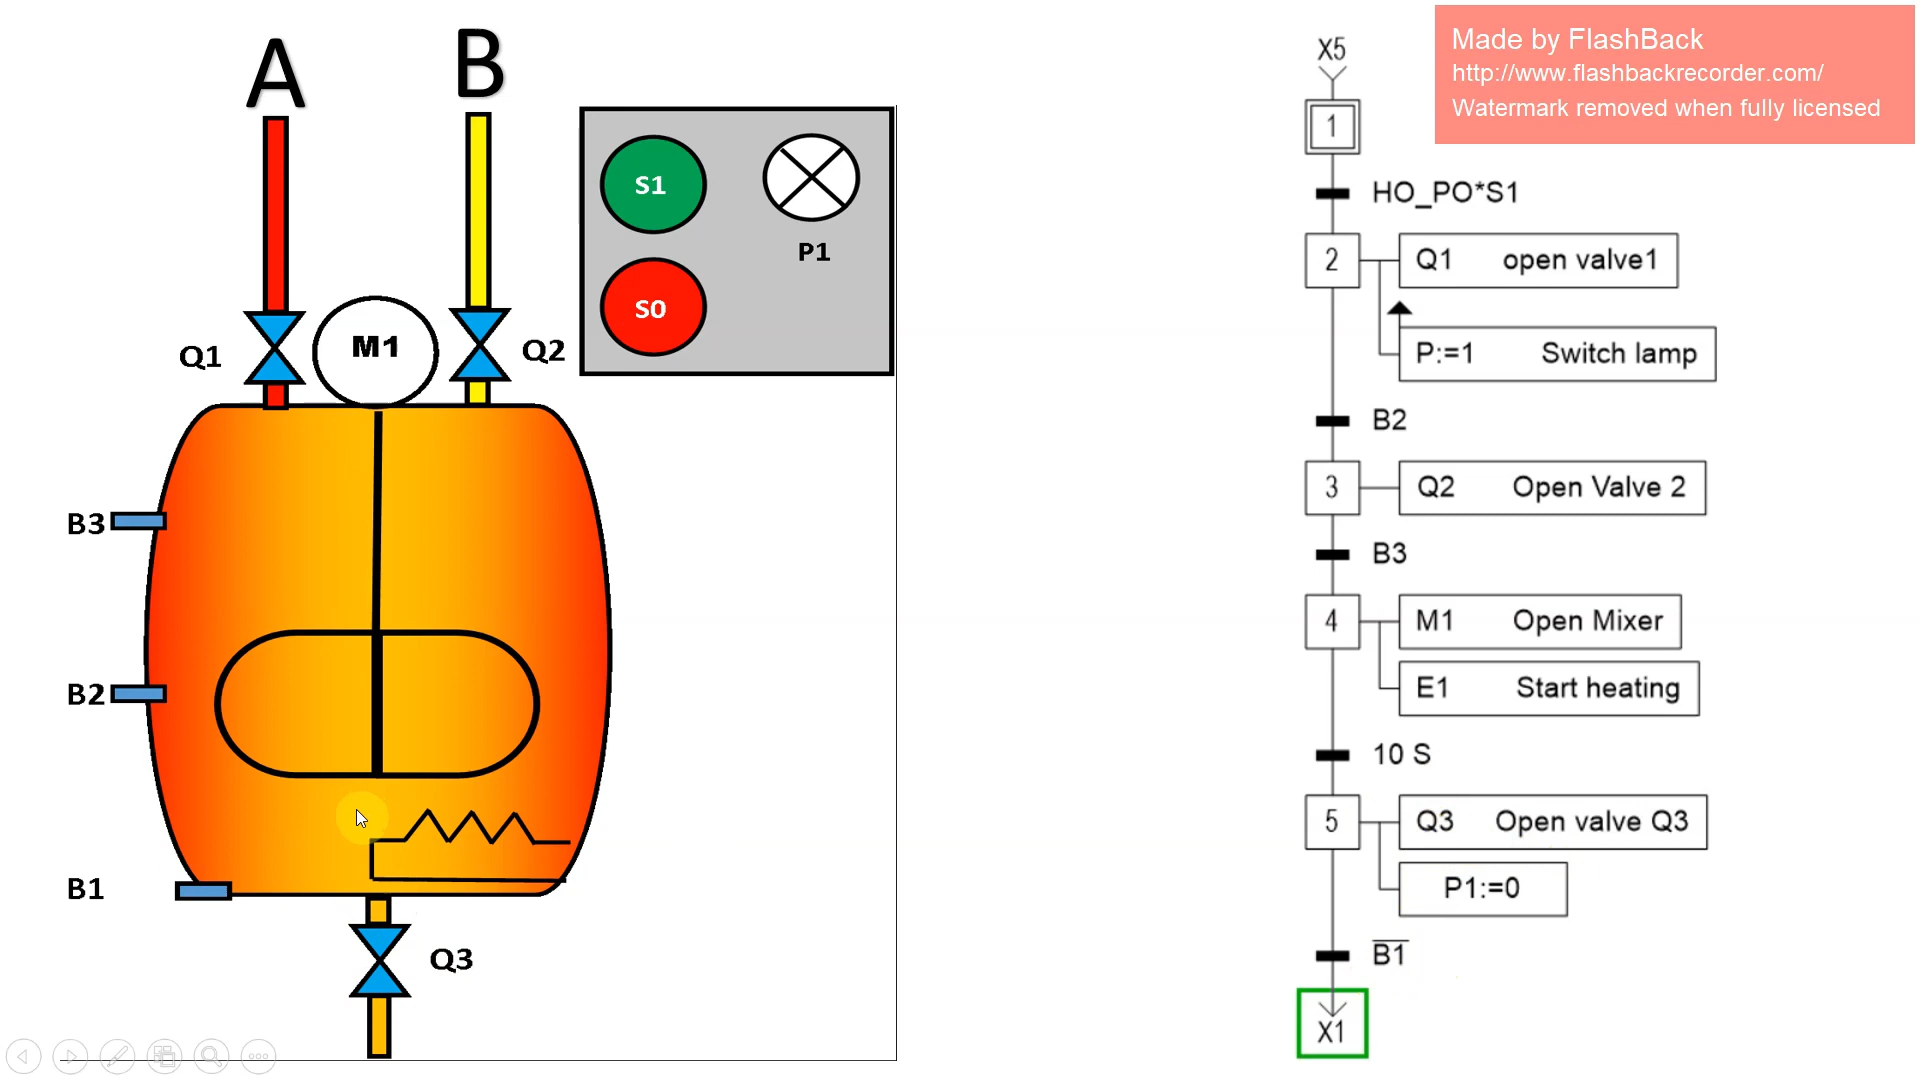 A
B
S1
S0
P1
Q1
M1
Q2
B3
B2
B1
Q3
Made by FlashBack
http://www.flashbackrecorder.com/
Watermark removed when fully licensed
X5
1
HO_PO*S1
2
Q1 open valve1
P:=1 Switch lamp
B2
3
Q2 Open Valve 2
B3
4
M1 Open Mixer
E1 Start heating
10 S
5
Q3 Open valve Q3
P1:=0
B̅1̅
X1